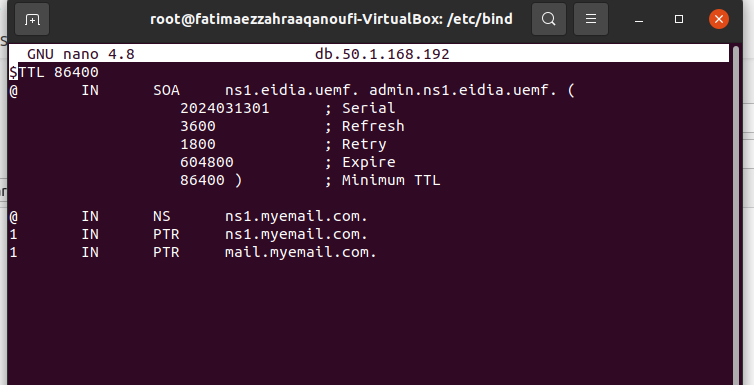 root@fatimaezzahraaqanoufi-VirtualBox: /etc/bind
GNU nano 4.8 db.50.1.168.192
$TTL 86400
@ IN SOA ns1.eidia.uemf. admin.ns1.eidia.uemf. (
2024031301 ; Serial
3600 ; Refresh
1800 ; Retry
604800 ; Expire
86400 ) ; Minimum TTL
@ IN NS ns1.myemail.com.
1 IN PTR ns1.myemail.com.
1 IN PTR mail.myemail.com.